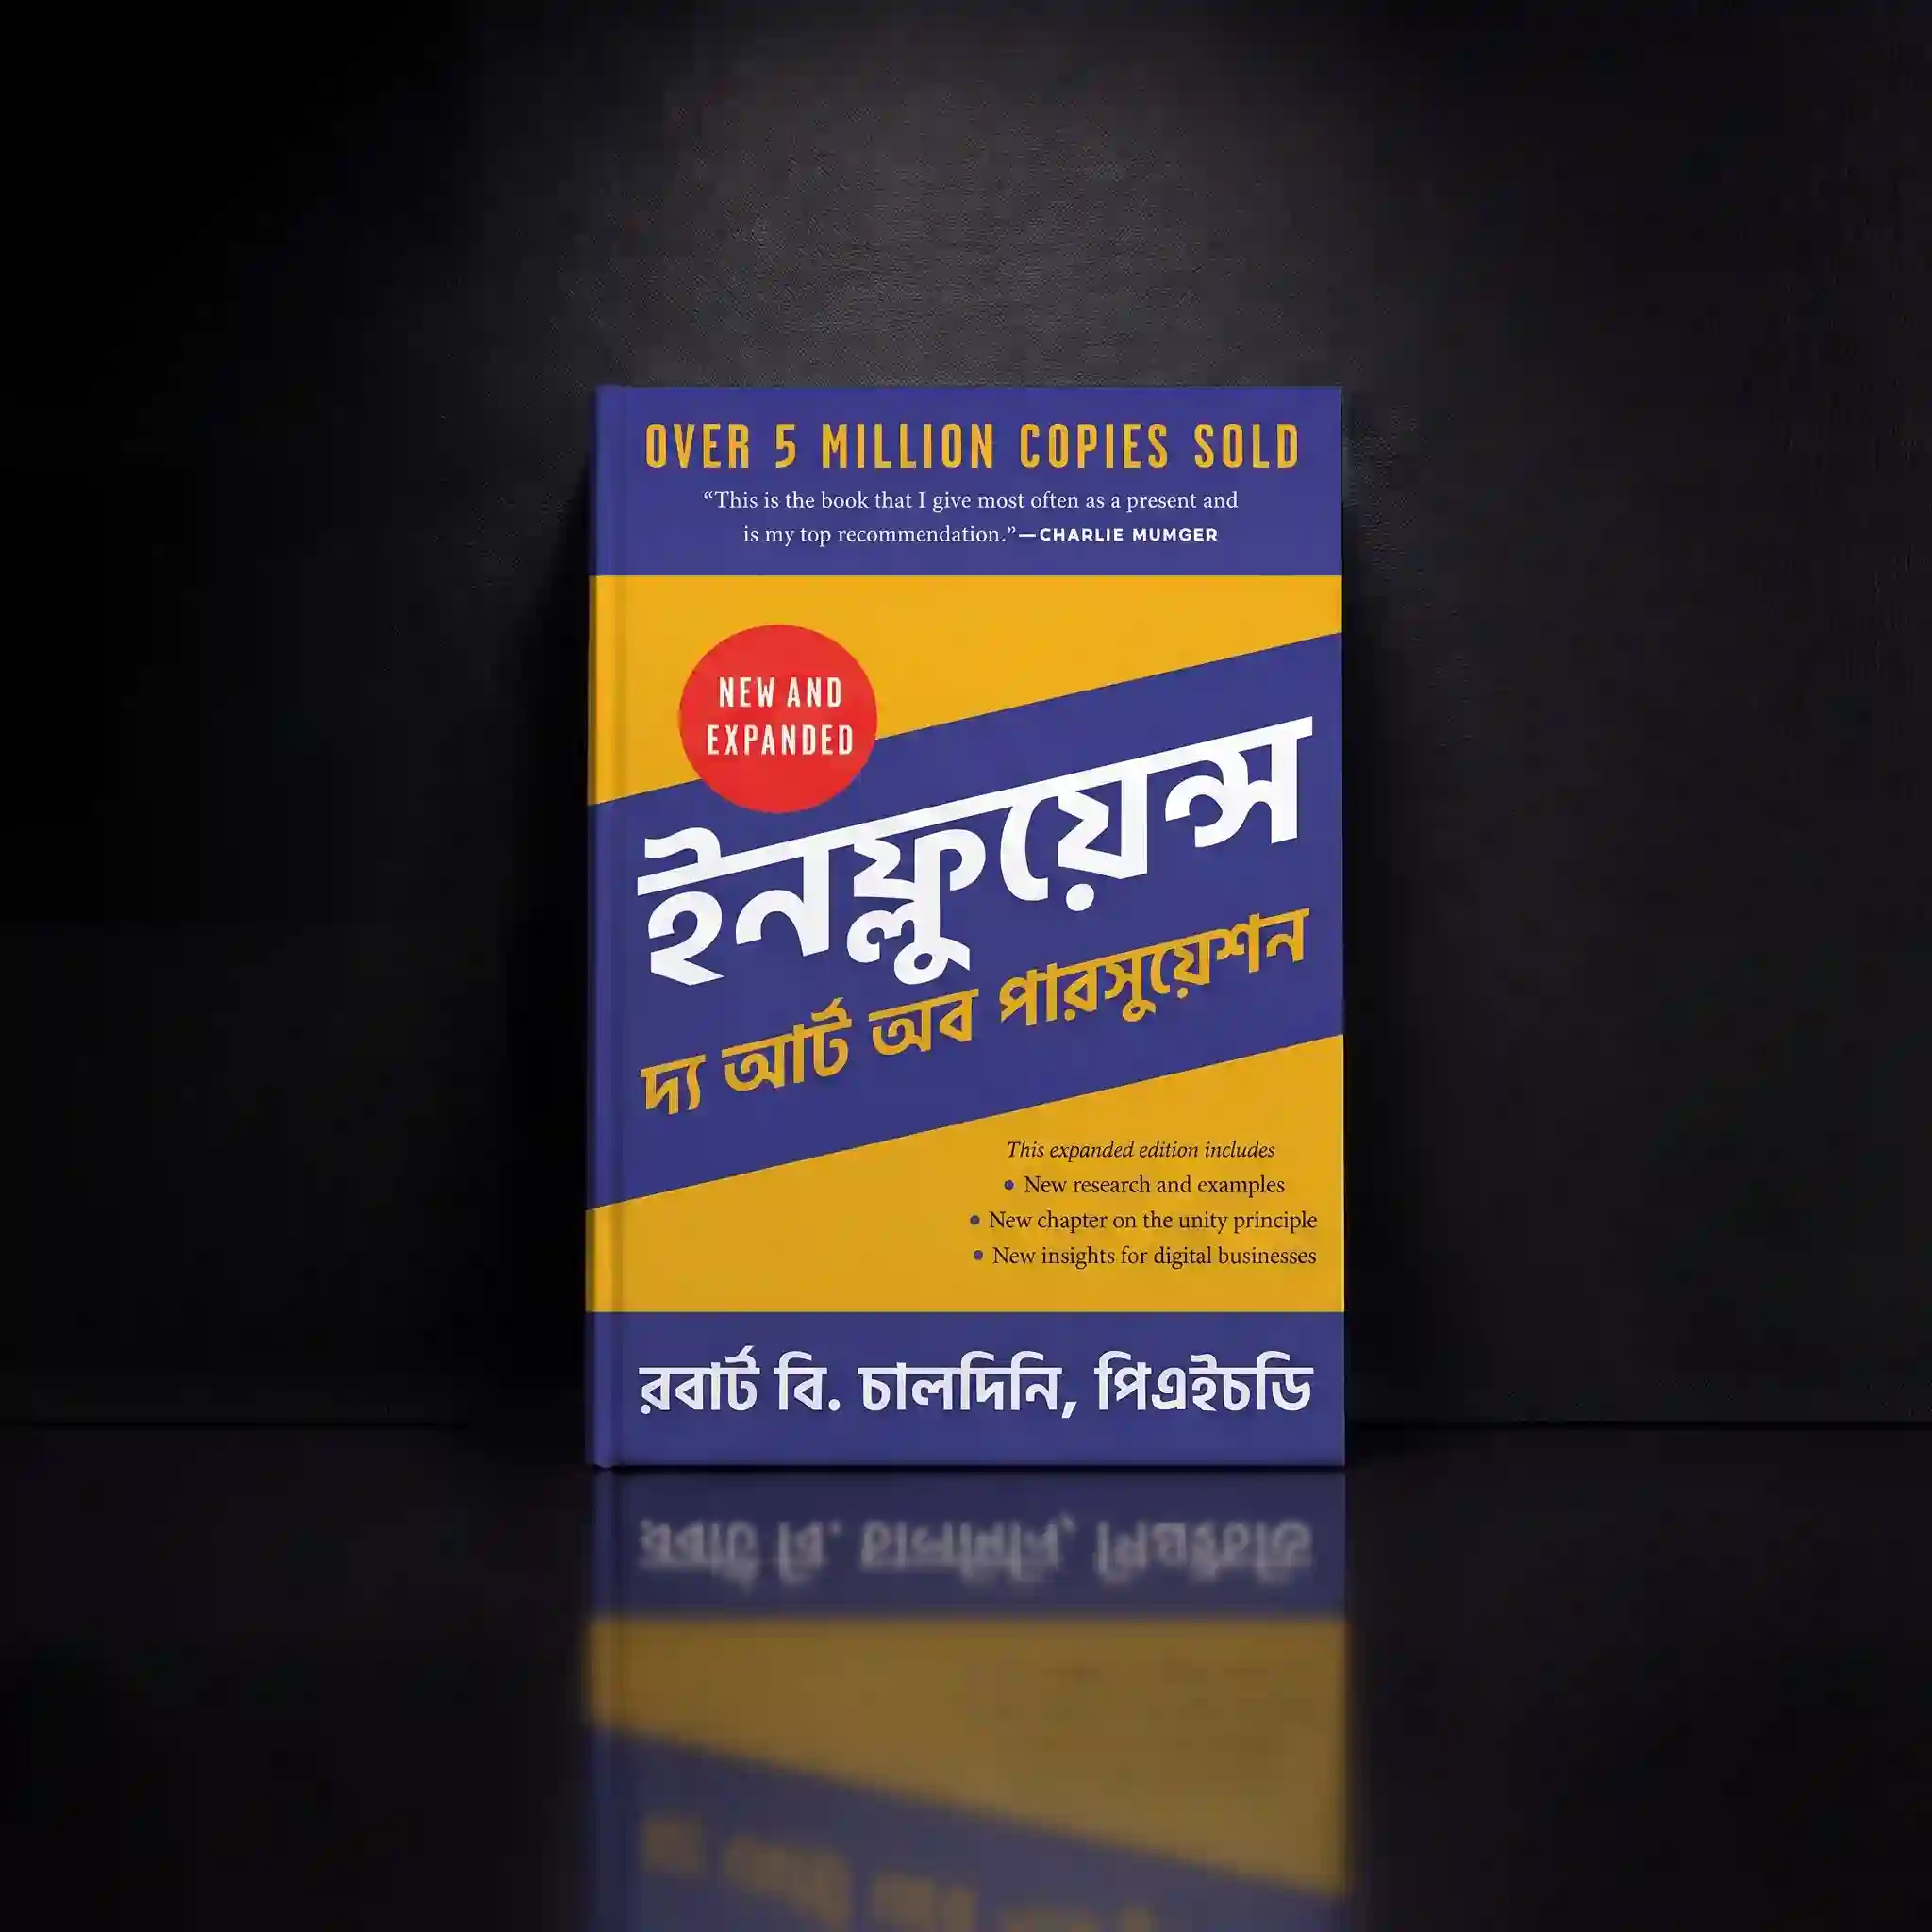 OVER 5 MILLION COPIES SOLD
“This is the book that I give most often as a present and
is my top recommendation.”—CHARLIE MUMGER
NEW AND
EXPANDED
ইনফ্লুয়েন্স
দ্য আর্ট অব পারসুয়েশন
This expanded edition includes
• New research and examples
• New chapter on the unity principle
• New insights for digital businesses
রবার্ট বি. চালদিনি, পিএইচডি